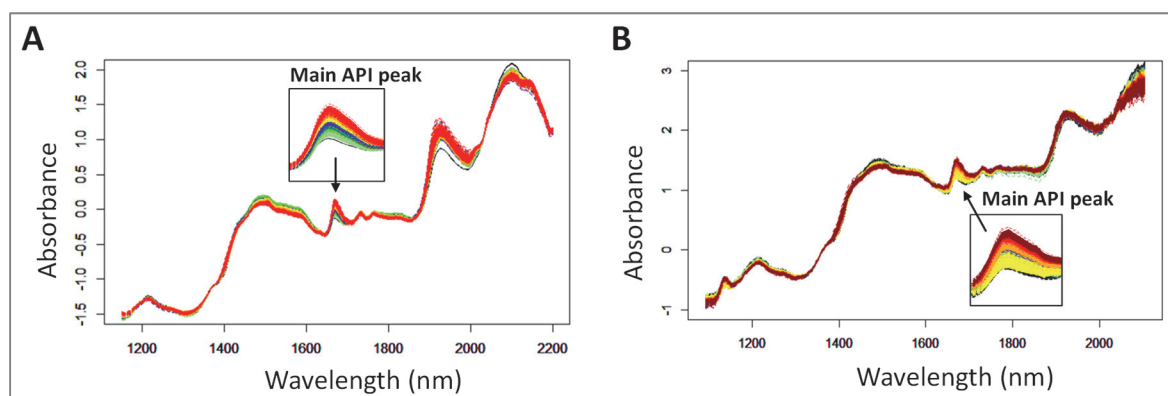 A
Main API peak
Absorbance
2.0
1.5
1.0
0.5
0.0
-0.5
-1.0
-1.5
1200 1400 1600 1800 2000 2200
Wavelength (nm)
B
Main API peak
Absorbance
3
2
1
0
-1
1200 1400 1600 1800 2000
Wavelength (nm)